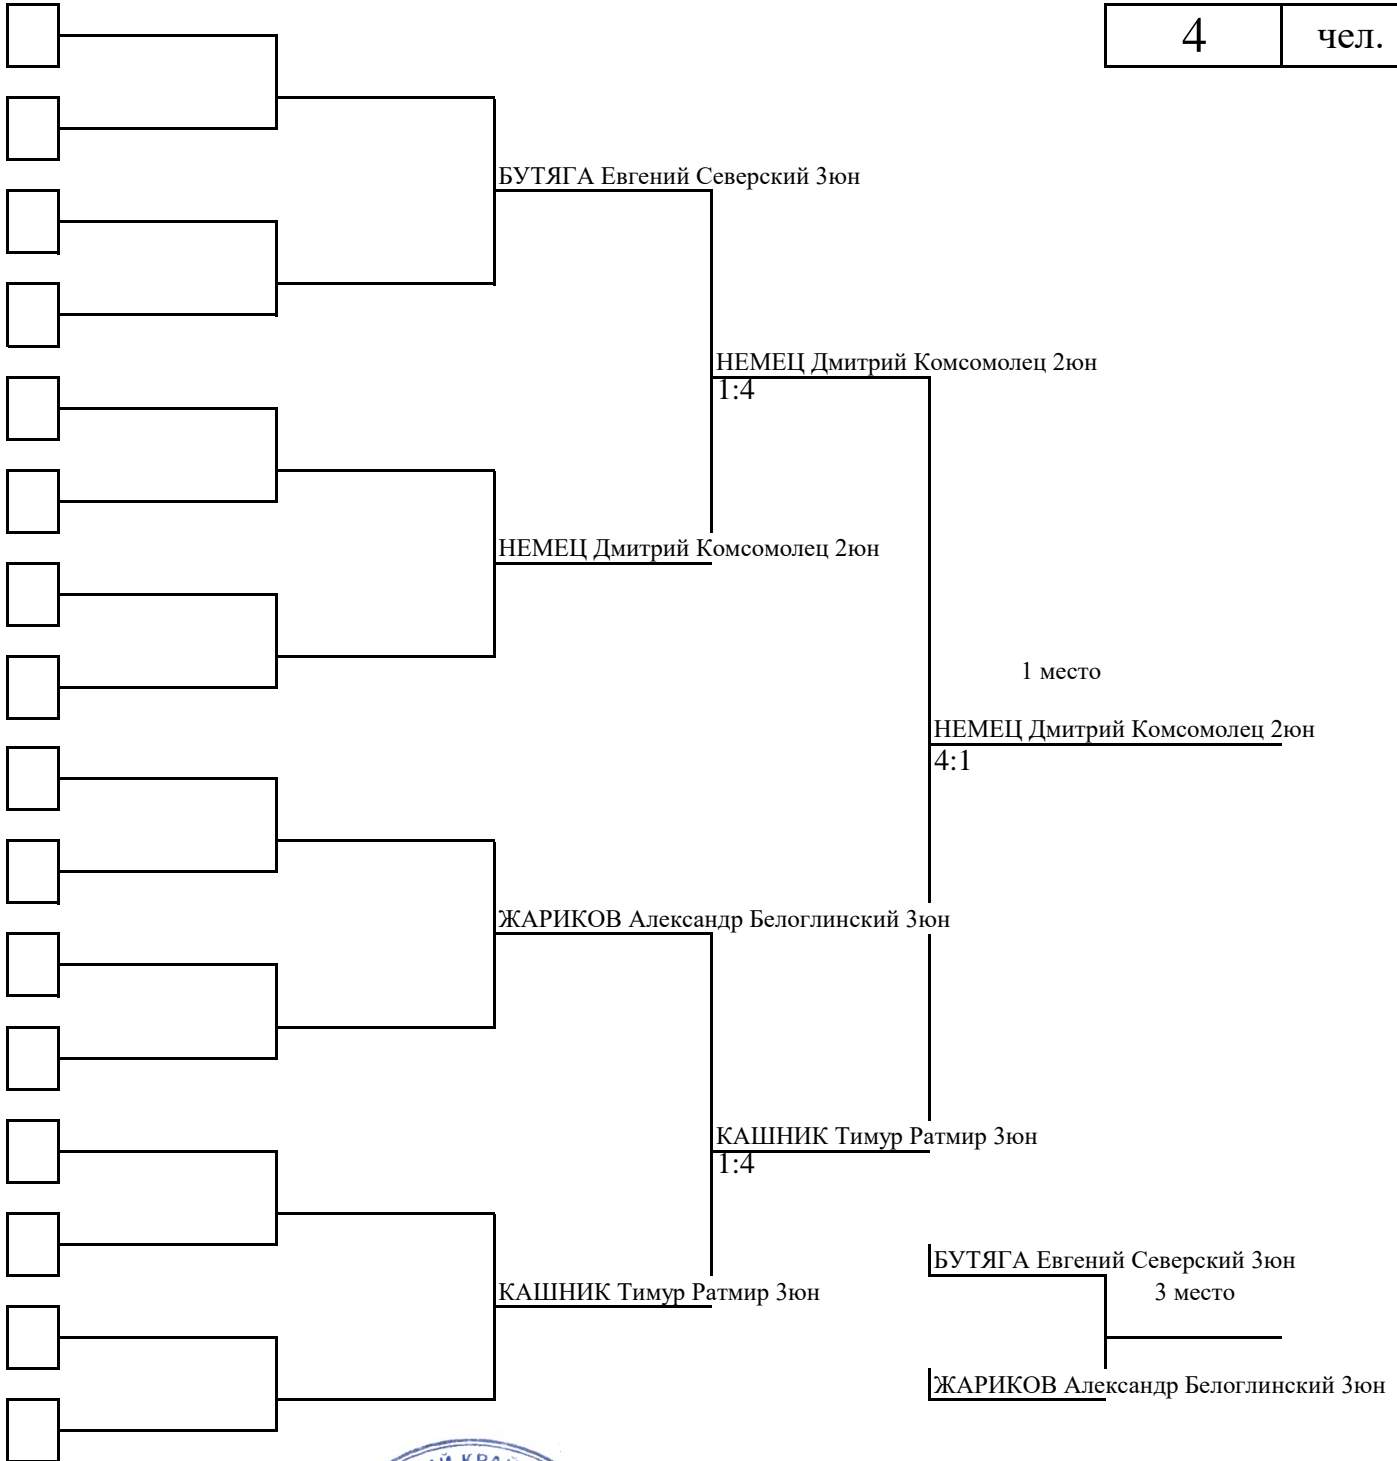 4 чел.
БУТЯГА Евгений Северский 3юн
НЕМЕЦ Дмитрий Комсомолец 2юн
1:4
НЕМЕЦ Дмитрий Комсомолец 2юн
1 место
НЕМЕЦ Дмитрий Комсомолец 2юн
4:1
ЖАРИКОВ Александр Белоглинский 3юн
КАШНИК Тимур Ратмир 3юн
1:4
БУТЯГА Евгений Северский 3юн
КАШНИК Тимур Ратмир 3юн
3 место
ЖАРИКОВ Александр Белоглинский 3юн